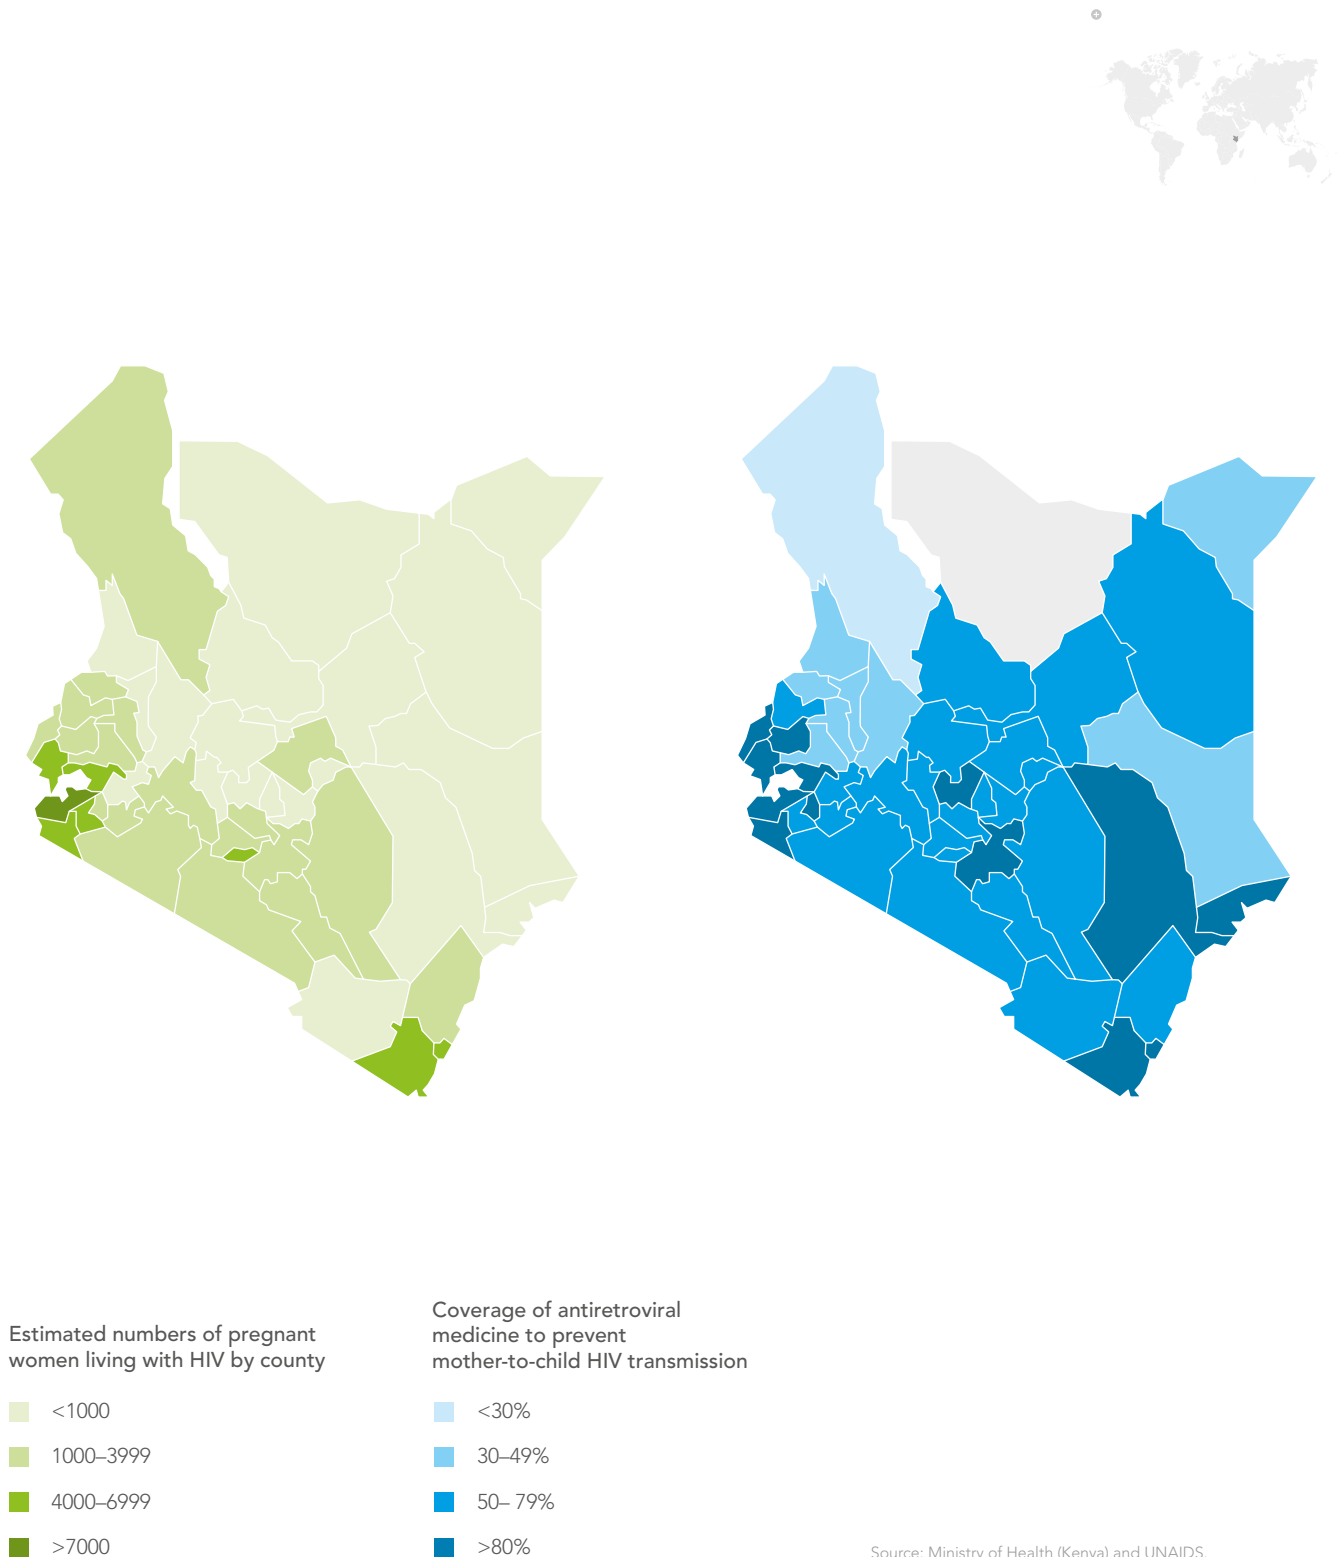 Estimated numbers of pregnant
women living with HIV by county
<1000
1000–3999
4000–6999
>7000
Coverage of antiretroviral
medicine to prevent
mother-to-child HIV transmission
<30%
30–49%
50– 79%
>80%
Source: Ministry of Health (Kenya) and UNAIDS.